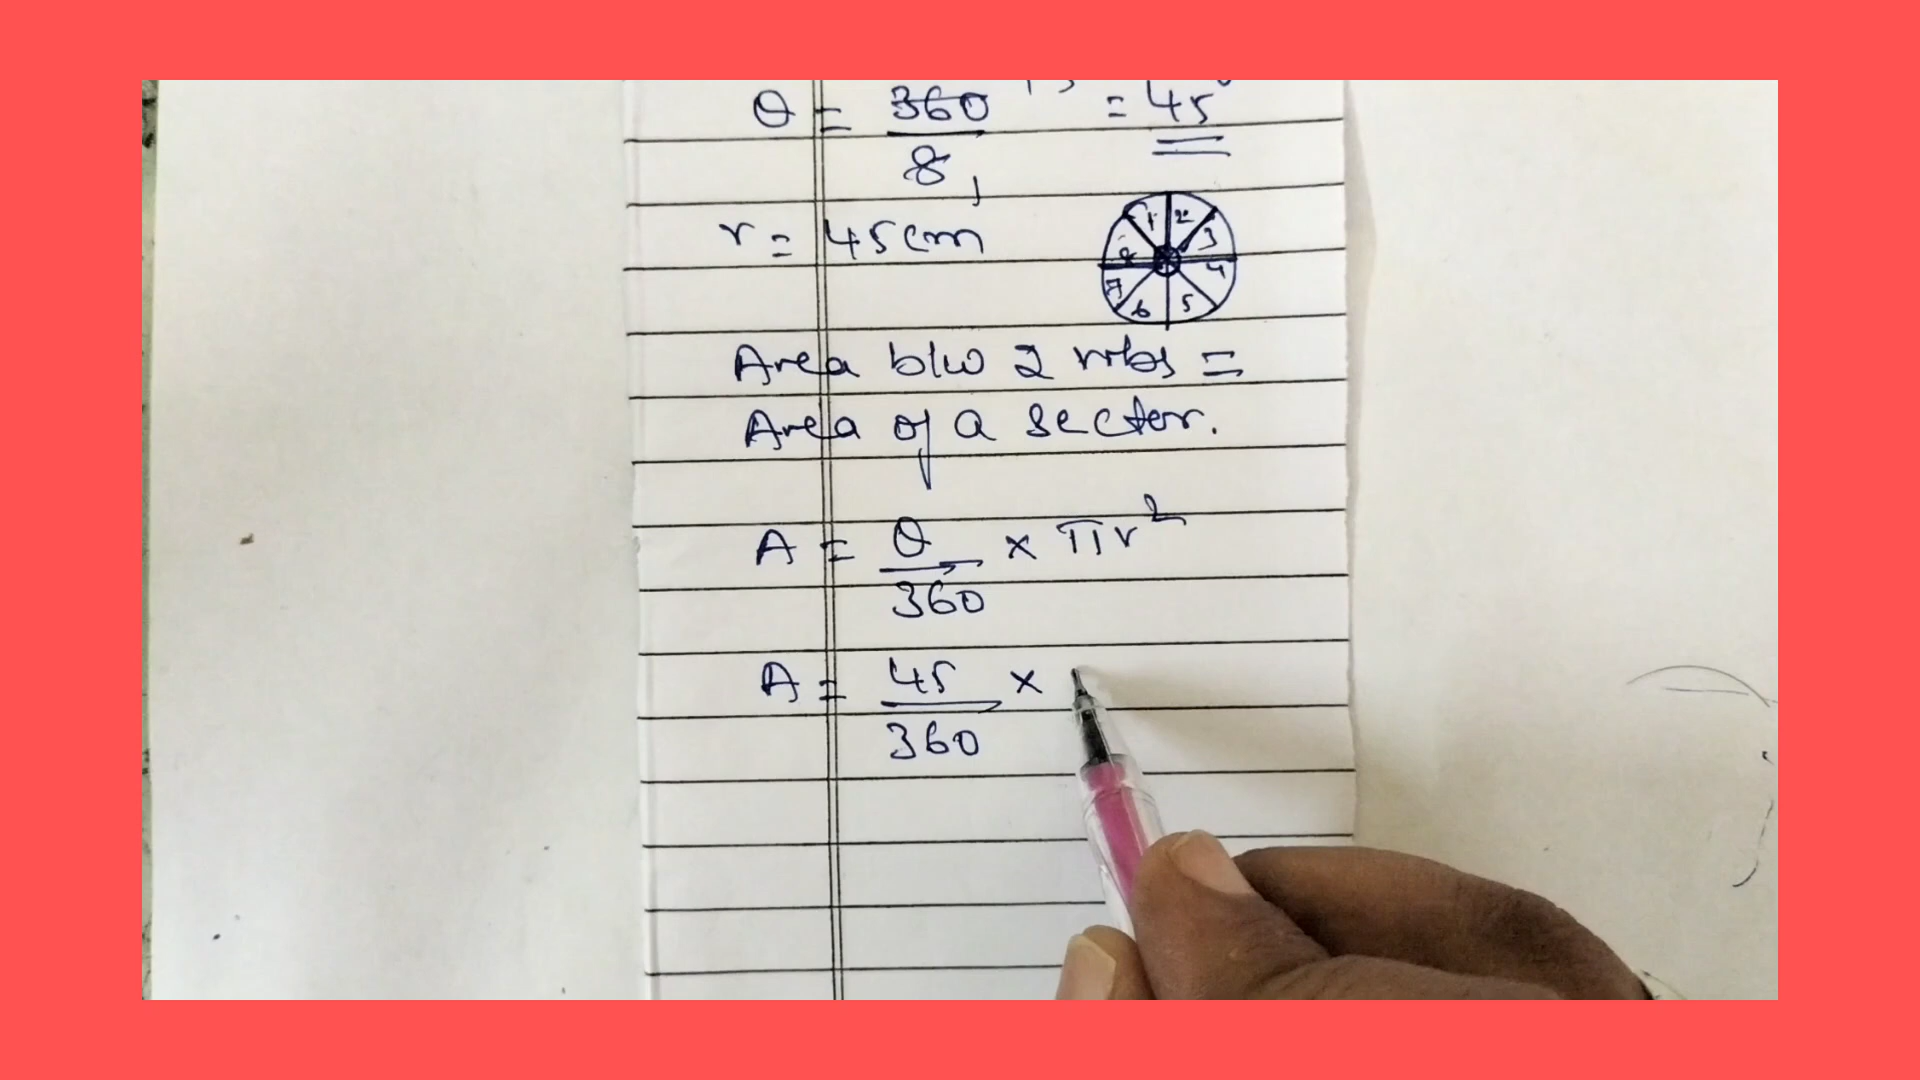 θ = 360/8 = 45°
r = 45cm
1 2 3 4 5 6 7 8
Area b/w 2 ribs =
Area of a sector.
A = θ/360 × πr²
A = 45/360 ×